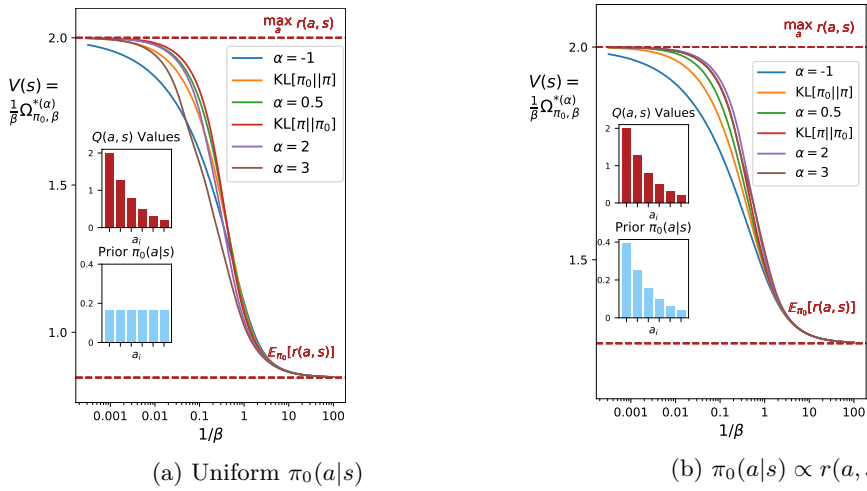 max r(a, s)
a
2.0
V(s) =
1/β Ω*(α)π₀, β
α = -1
KL[π₀||π]
α = 0.5
KL[π||π₀]
α = 2
α = 3
Q(a, s) Values
2
1
0
aᵢ
1.5
Prior π₀(a|s)
0.4
0.2
0.0
aᵢ
1.0
𝔼π₀[r(a, s)]
0.001 0.01 0.1 1 10 100
1/β
(a) Uniform π₀(a|s)
max r(a, s)
a
2.0
V(s) =
1/β Ω*(α)π₀, β
α = -1
KL[π₀||π]
α = 0.5
KL[π||π₀]
α = 2
α = 3
Q(a, s) Values
2
1
0
aᵢ
Prior π₀(a|s)
0.4
0.2
0.0
aᵢ
1.5
𝔼π₀[r(a, s)]
0.001 0.01 0.1 1 10 100
1/β
(b) π₀(a|s) ∝ r(a,